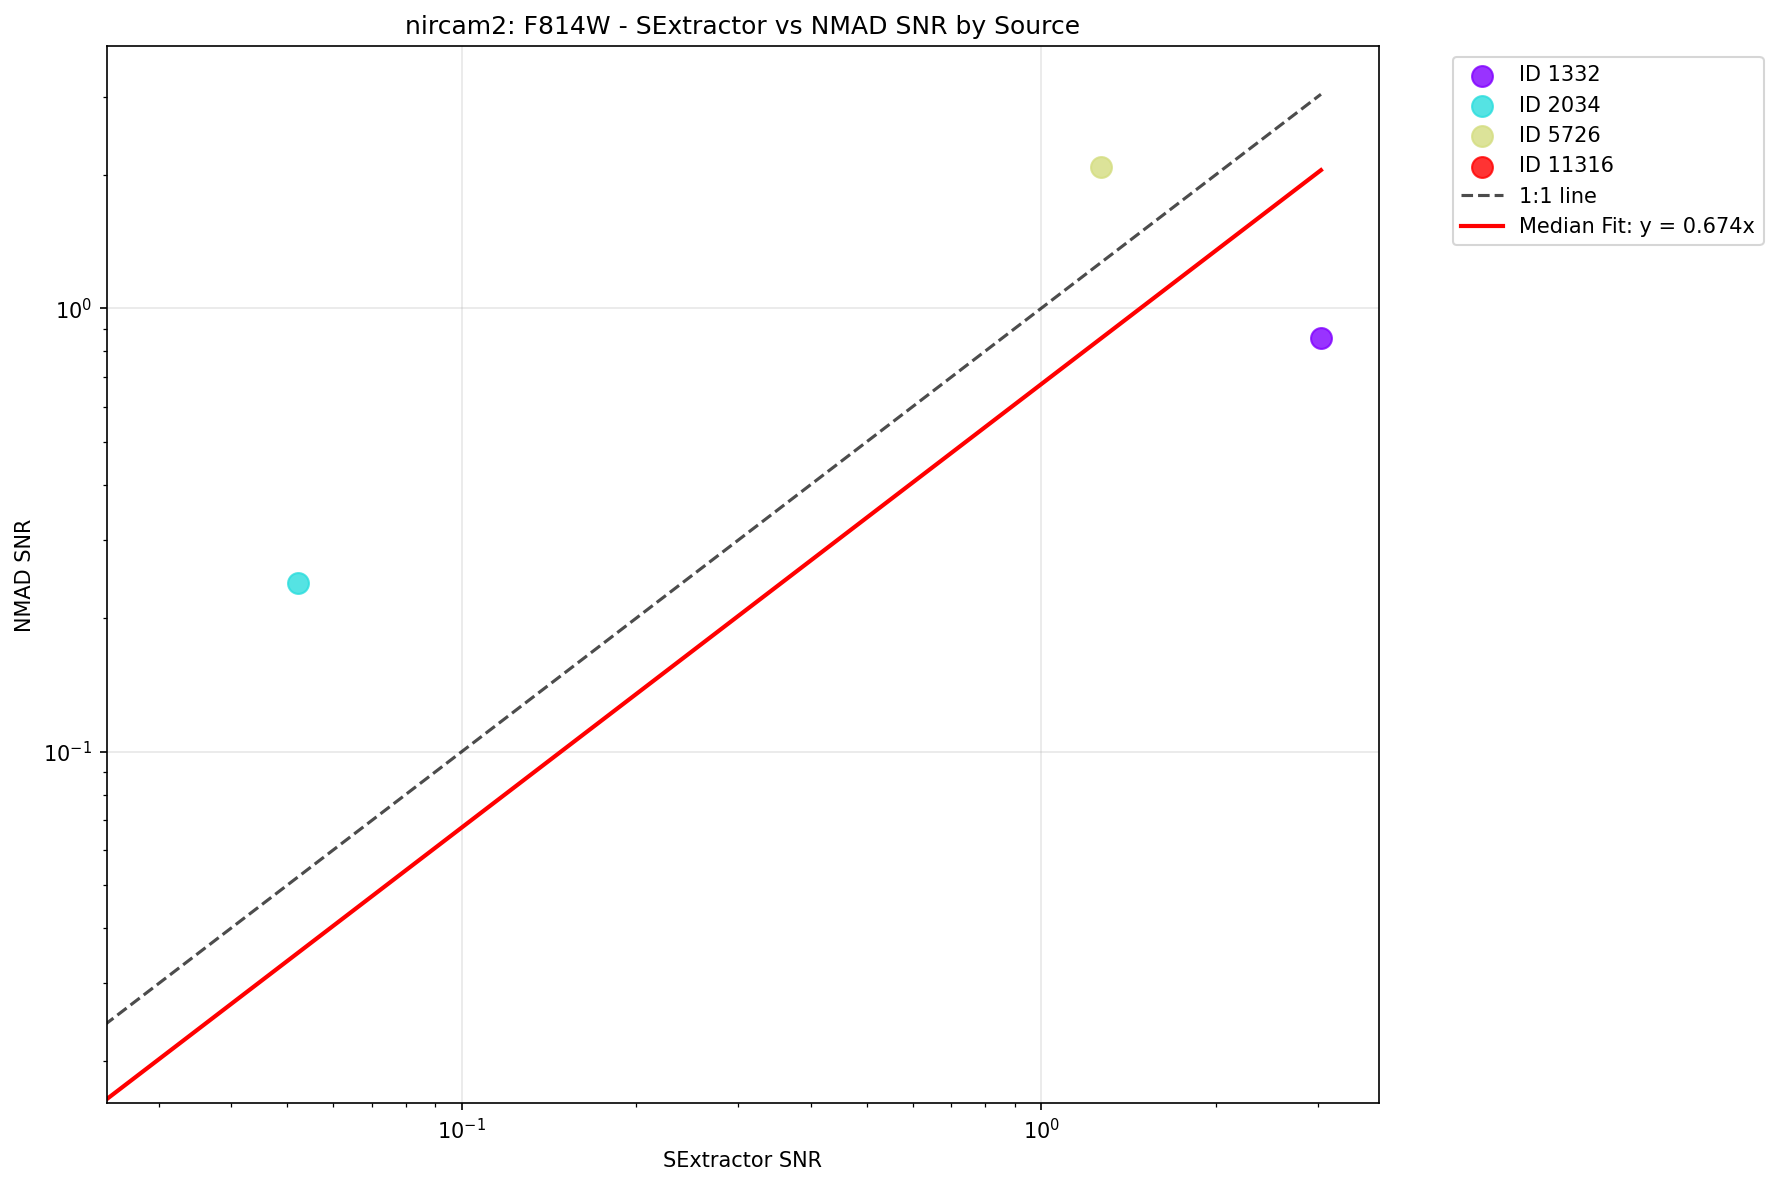 nircam2: F814W - SExtractor vs NMAD SNR by Source
ID 1332
ID 2034
ID 5726
ID 11316
1:1 line
Median Fit: y = 0.674x
NMAD SNR
10⁰
10⁻¹
10⁻¹
10⁰
SExtractor SNR